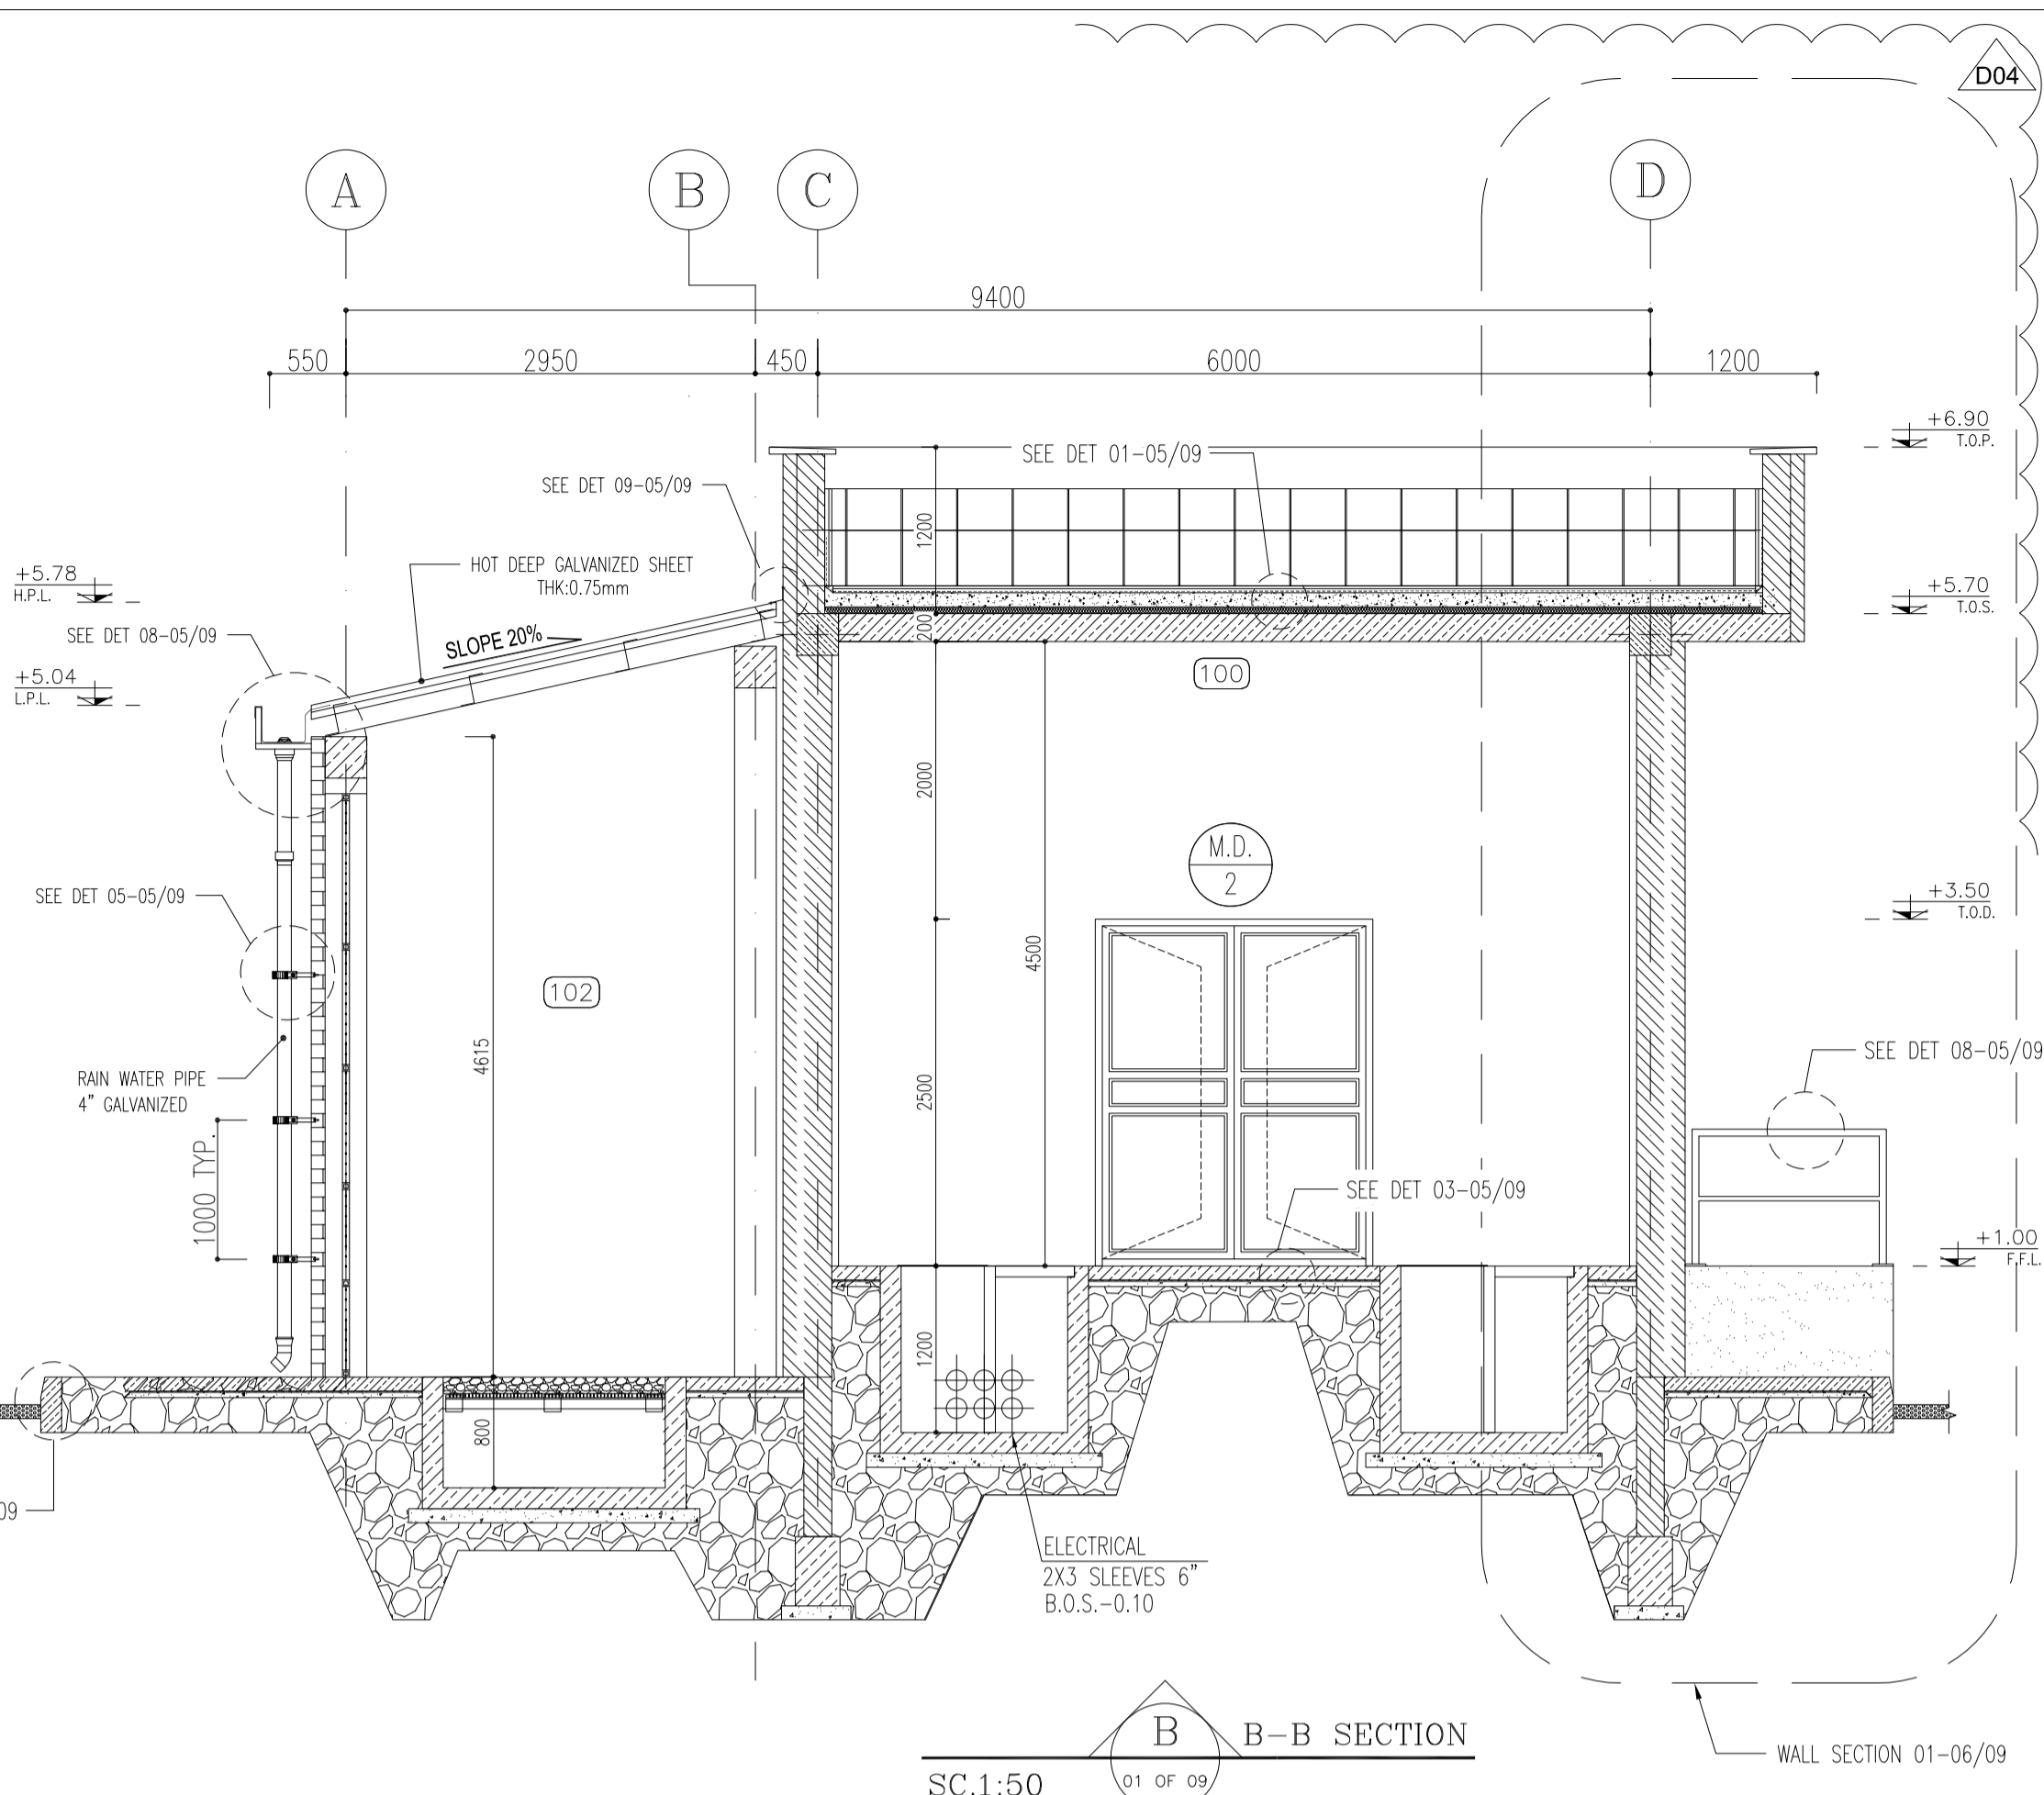 D04
A
B
C
D
9400
550
2950
450
6000
1200
+6.90
T.O.P.
SEE DET 01-05/09
SEE DET 09-05/09
1200
HOT DEEP GALVANIZED SHEET
THK:0.75mm
+5.78
H.P.L.
+5.70
T.O.S.
200
SEE DET 08-05/09
SLOPE 20%
100
+5.04
L.P.L.
2000
M.D.
2
SEE DET 05-05/09
+3.50
T.O.D.
4500
102
4615
2500
SEE DET 08-05/09
RAIN WATER PIPE
4" GALVANIZED
1000 TYP.
SEE DET 03-05/09
+1.00
F.F.L.
1200
800
09
ELECTRICAL
2X3 SLEEVES 6"
B.O.S.-0.10
B
B-B SECTION
SC.1:50
01 OF 09
WALL SECTION 01-06/09